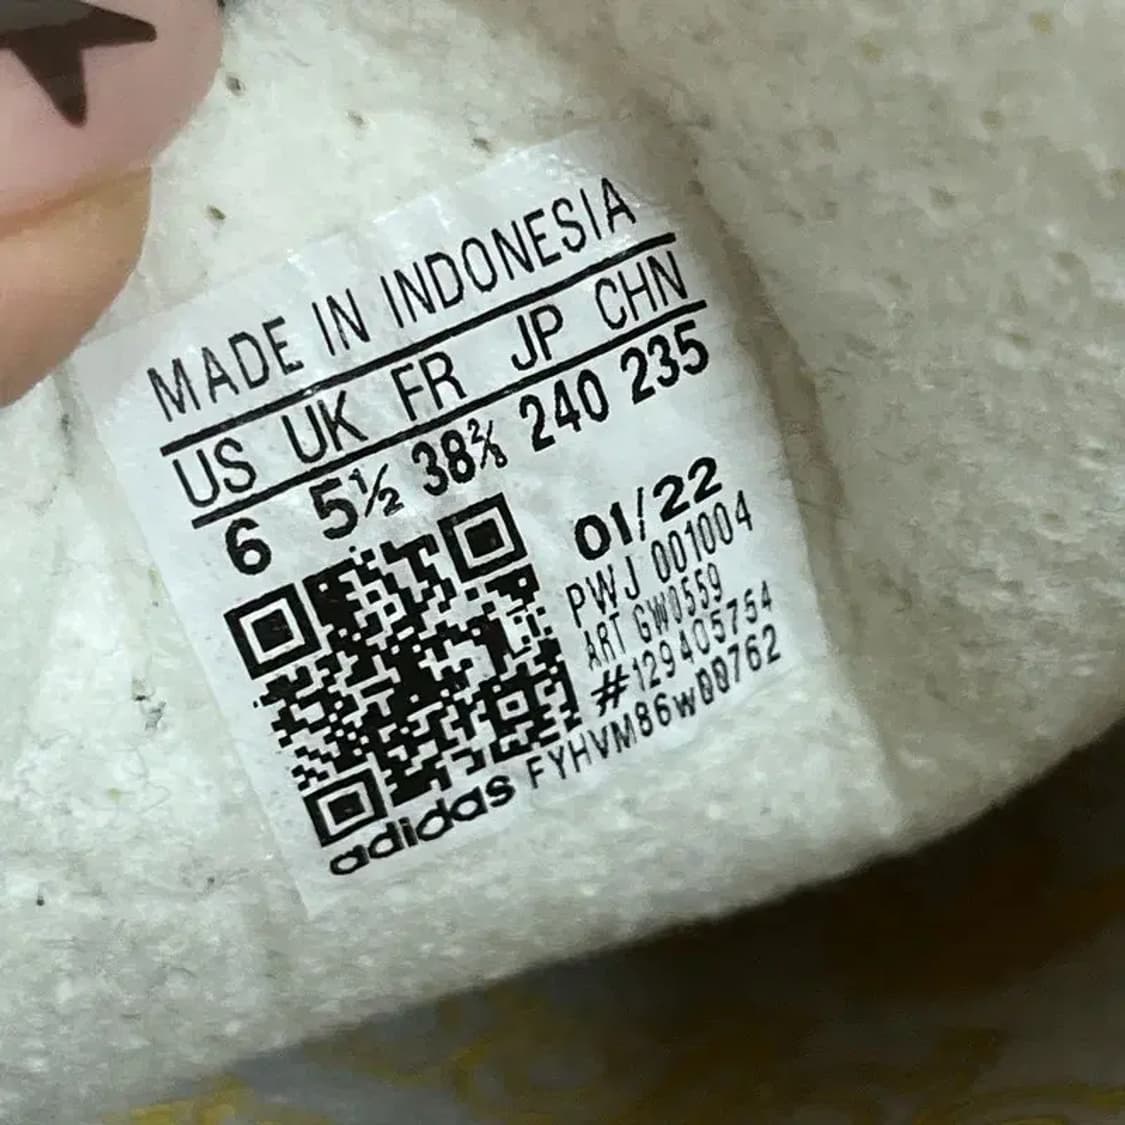 MADE IN INDONESIA
US UK FR JP CHN
6 5½ 38⅔ 240 235
01/22
PWJ 001004
ART GW0559
#129405754
adidas FYHVM86w00762